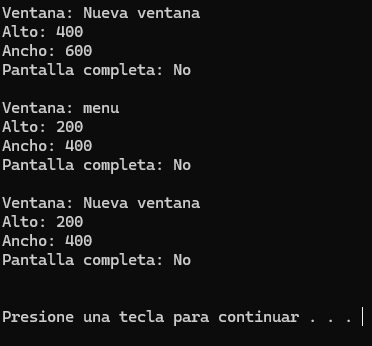 Ventana: Nueva ventana
Alto: 400
Ancho: 600
Pantalla completa: No
Ventana: menu
Alto: 200
Ancho: 400
Pantalla completa: No
Ventana: Nueva ventana
Alto: 200
Ancho: 400
Pantalla completa: No
Presione una tecla para continuar . . .